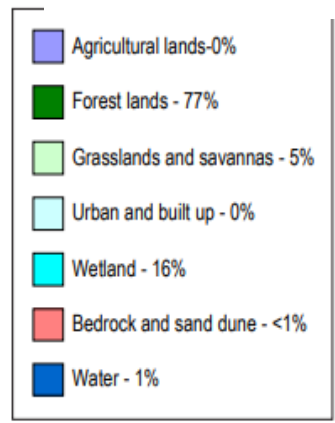 Agricultural lands-0%
Forest lands - 77%
Grasslands and savannas - 5%
Urban and built up - 0%
Wetland - 16%
Bedrock and sand dune - <1%
Water - 1%